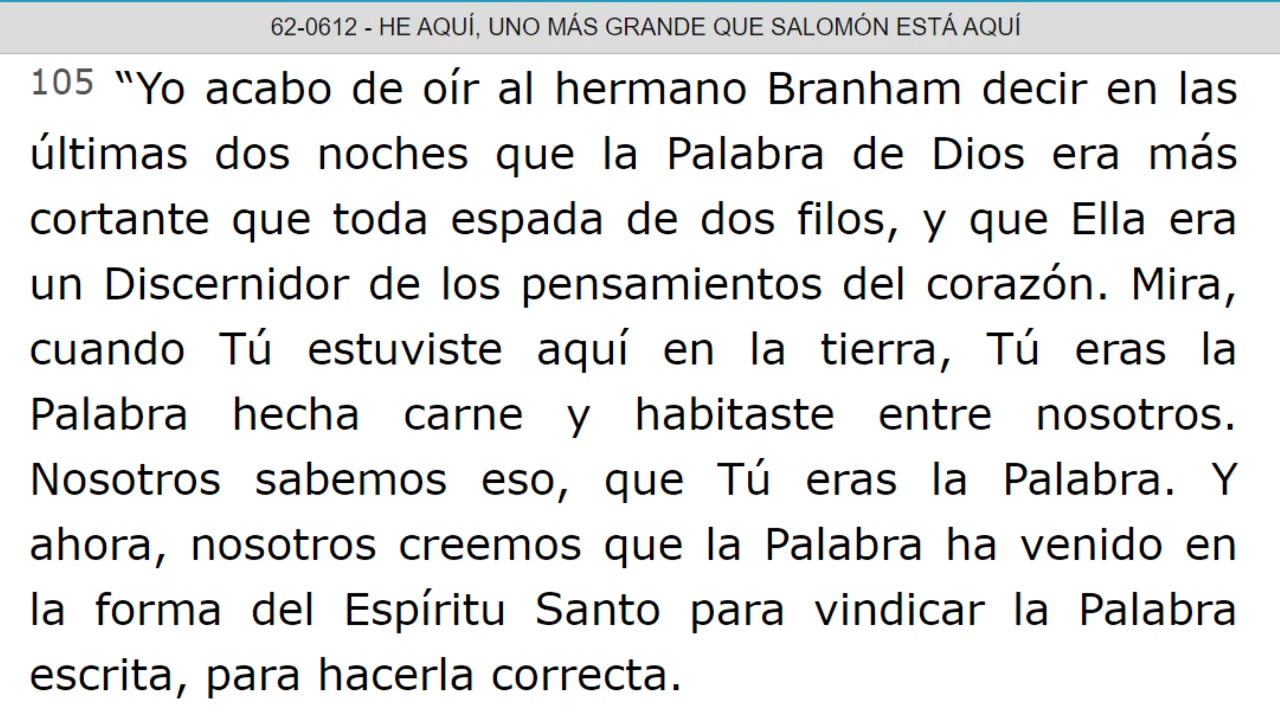 62-0612 - HE AQUÍ, UNO MÁS GRANDE QUE SALOMÓN ESTÁ AQUÍ
105 “Yo acabo de oír al hermano Branham decir en las
últimas dos noches que la Palabra de Dios era más
cortante que toda espada de dos filos, y que Ella era
un Discernidor de los pensamientos del corazón. Mira,
cuando Tú estuviste aquí en la tierra, Tú eras la
Palabra hecha carne y habitaste entre nosotros.
Nosotros sabemos eso, que Tú eras la Palabra. Y
ahora, nosotros creemos que la Palabra ha venido en
la forma del Espíritu Santo para vindicar la Palabra
escrita, para hacerla correcta.